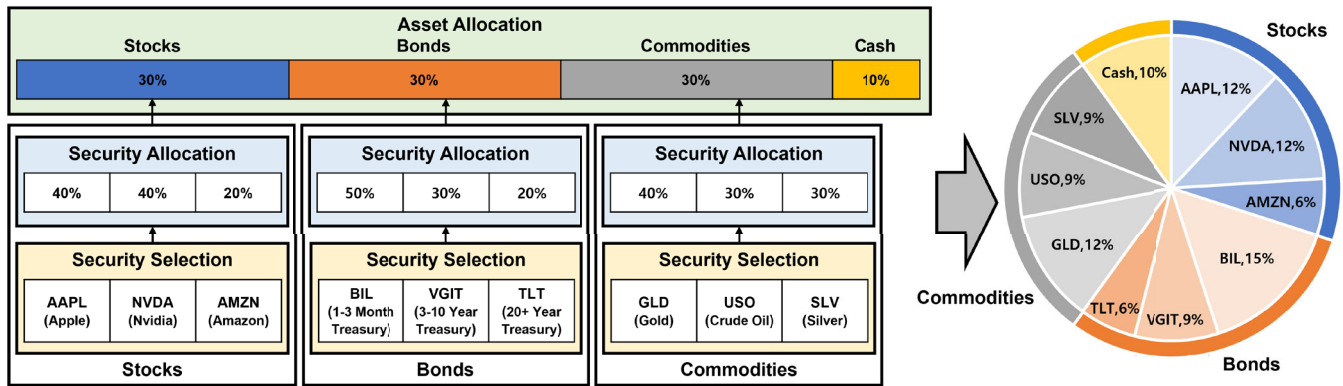 Asset Allocation
Stocks
Bonds
Commodities
Cash
30%
30%
30%
10%
Security Allocation
40%
40%
20%
Security Selection
AAPL
(Apple)
NVDA
(Nvidia)
AMZN
(Amazon)
Stocks
Security Allocation
50%
30%
20%
Security Selection
BIL
(1-3 Month
Treasury)
VGIT
(3-10 Year
Treasury)
TLT
(20+ Year
Treasury)
Bonds
Security Allocation
40%
30%
30%
Security Selection
GLD
(Gold)
USO
(Crude Oil)
SLV
(Silver)
Commodities
Stocks
Cash,10%
AAPL,12%
SLV,9%
NVDA,12%
USO,9%
AMZN,6%
GLD,12%
BIL,15%
Commodities
TLT,6%
VGIT,9%
Bonds